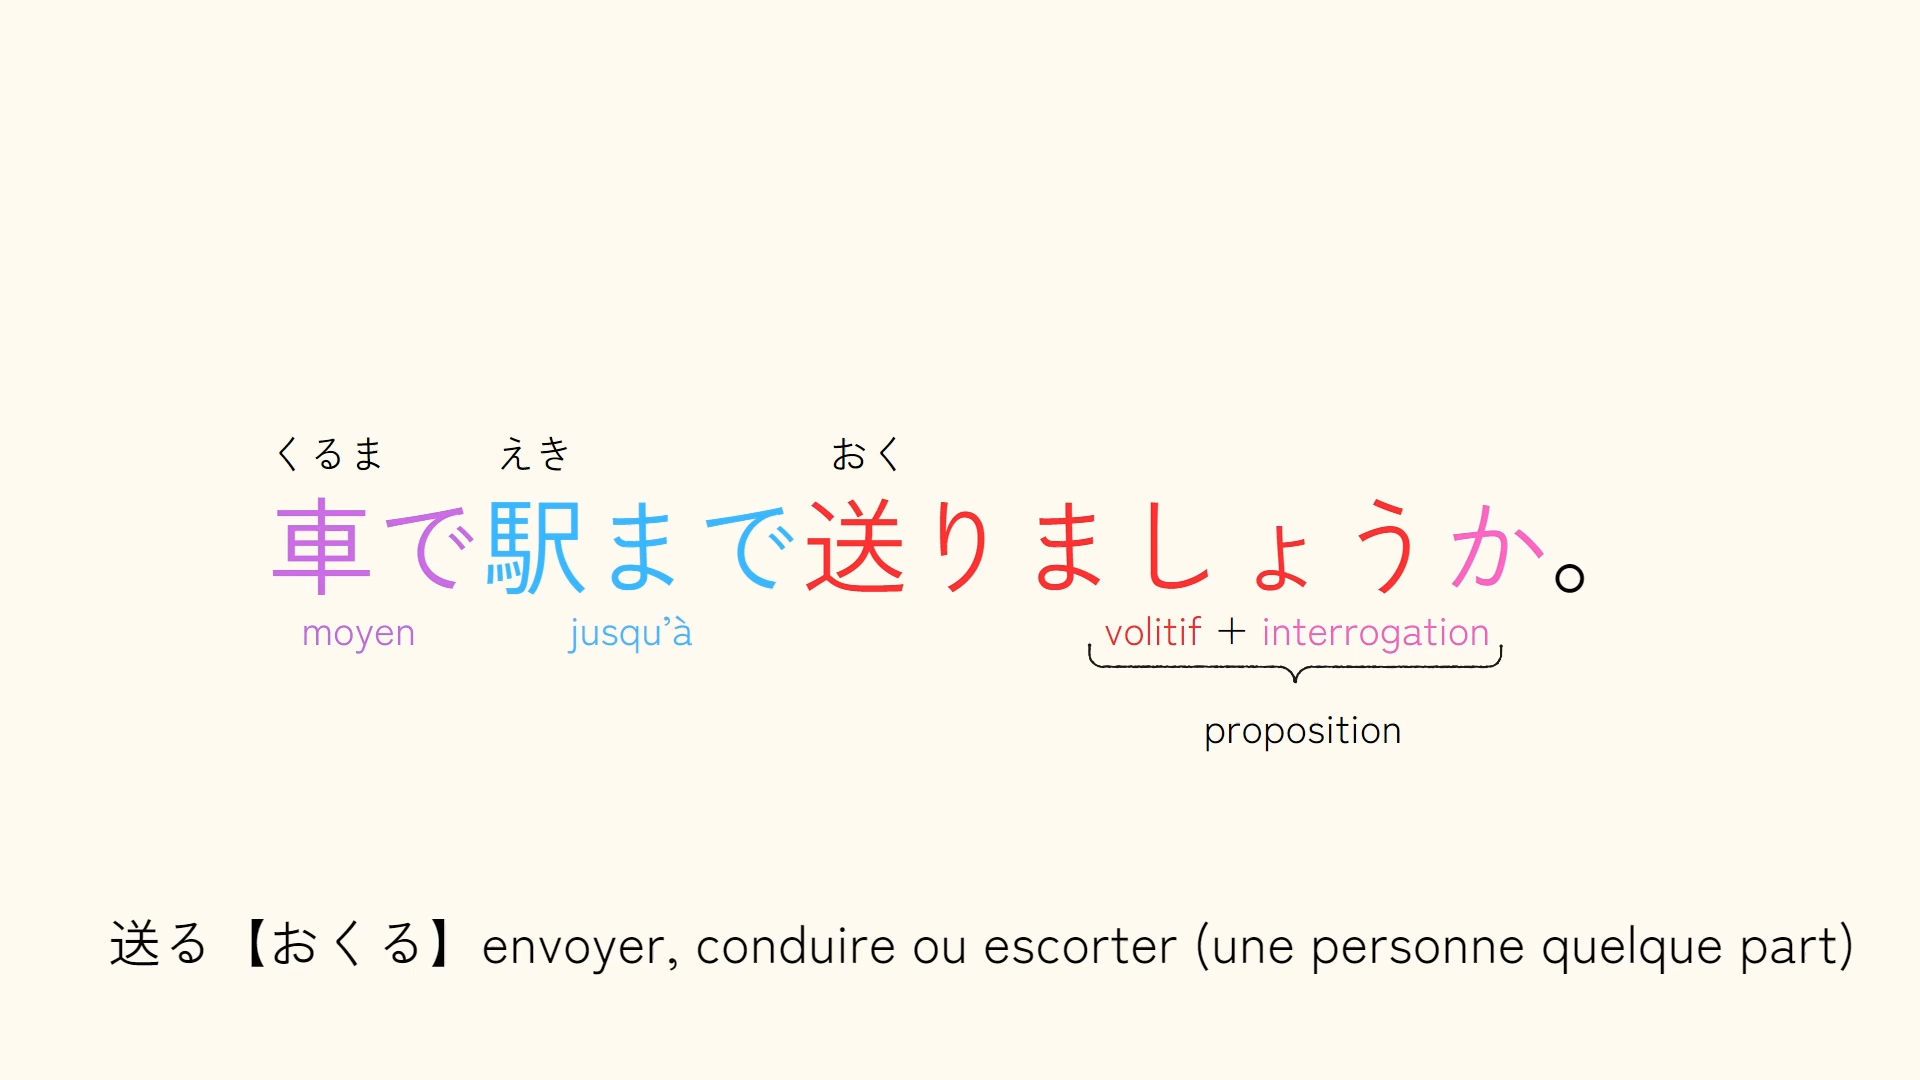 くるま えき おく
車で駅まで送りましょうか。
moyen jusqu’à volitif + interrogation
proposition
送る【おくる】envoyer, conduire ou escorter (une personne quelque part)